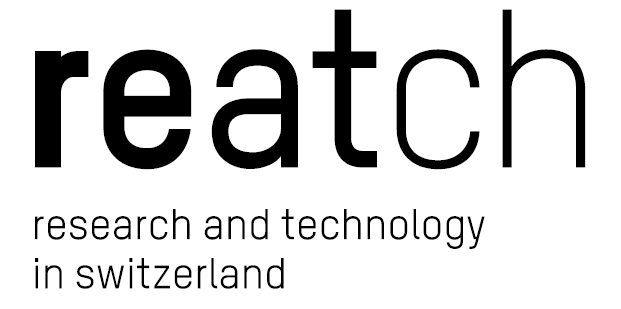 reatch
research and technology
in switzerland